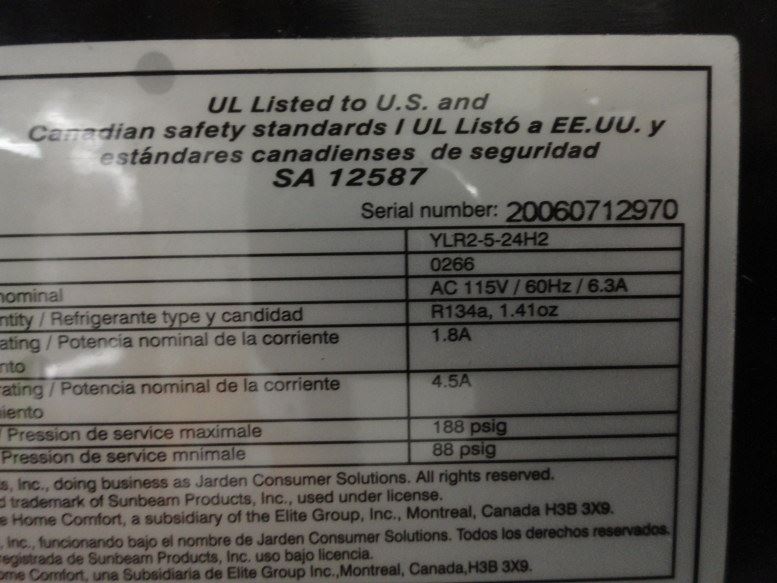 UL Listed to U.S. and
Canadian safety standards / UL Listó a EE.UU. y
estándares canadienses de seguridad
SA 12587
Serial number: 20060712970
YLR2-5-24H2
0266
nominal AC 115V / 60Hz / 6.3A
ntity / Refrigerante type y candidad R134a, 1.41oz
ating / Potencia nominal de la corriente 1.8A
nto
rating / Potencia nominal de la corriente 4.5A
iento
/ Pression de service maximale 188 psig
Pression de service mnimale 88 psig
s, Inc., doing business as Jarden Consumer Solutions. All rights reserved.
d trademark of Sunbeam Products, Inc., used under license.
e Home Comfort, a subsidiary of the Elite Group, Inc., Montreal, Canada H3B 3X9.
, Inc., funcionando bajo el nombre de Jarden Consumer Solutions. Todos los derechos reservados.
egistrada de Sunbeam Products, Inc. uso bajo licencia.
ome Comfort, una Subsidiaria de Elite Group Inc.,Montreal, Canada,H3B 3X9.